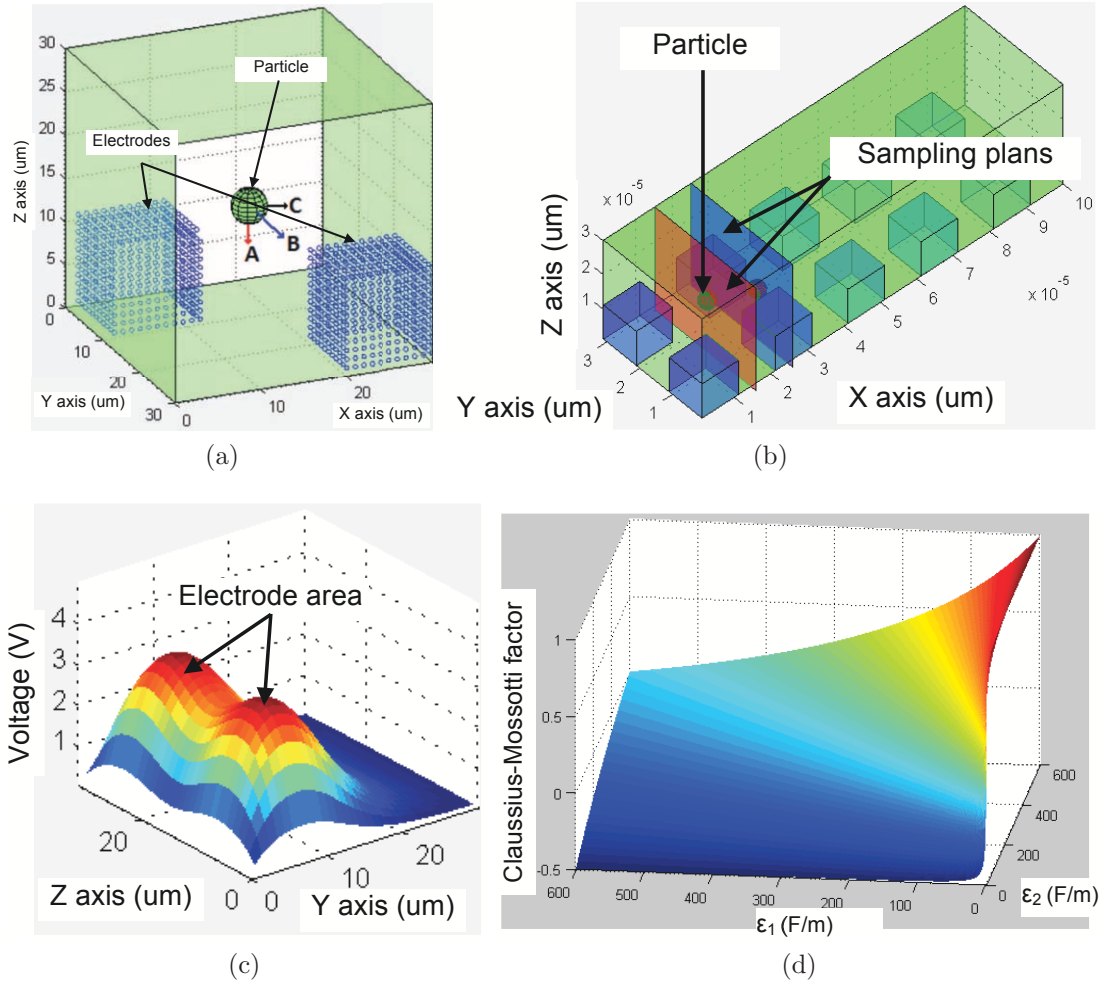 30
25
20
15
10
5
0
Z axis (um)
Particle
Electrodes
C
B
A
0
10
20
30
Y axis (um)
0
10
20
X axis (um)
(a)
Particle
Sampling plans
x 10⁻⁵
3
2
1
Z axis (um)
3
2
1
Y axis (um)
1
2
3
4
5
6
7
8
9
10
x 10⁻⁵
X axis (um)
(b)
Electrode area
4
3
2
1
Voltage (V)
20
0
Z axis (um)
0
10
20
Y axis (um)
(c)
Claussius-Mossotti factor
1
0.5
0
-0.5
600
500
400
300
200
100
0
ε₁ (F/m)
0
200
400
600
ε₂ (F/m)
(d)